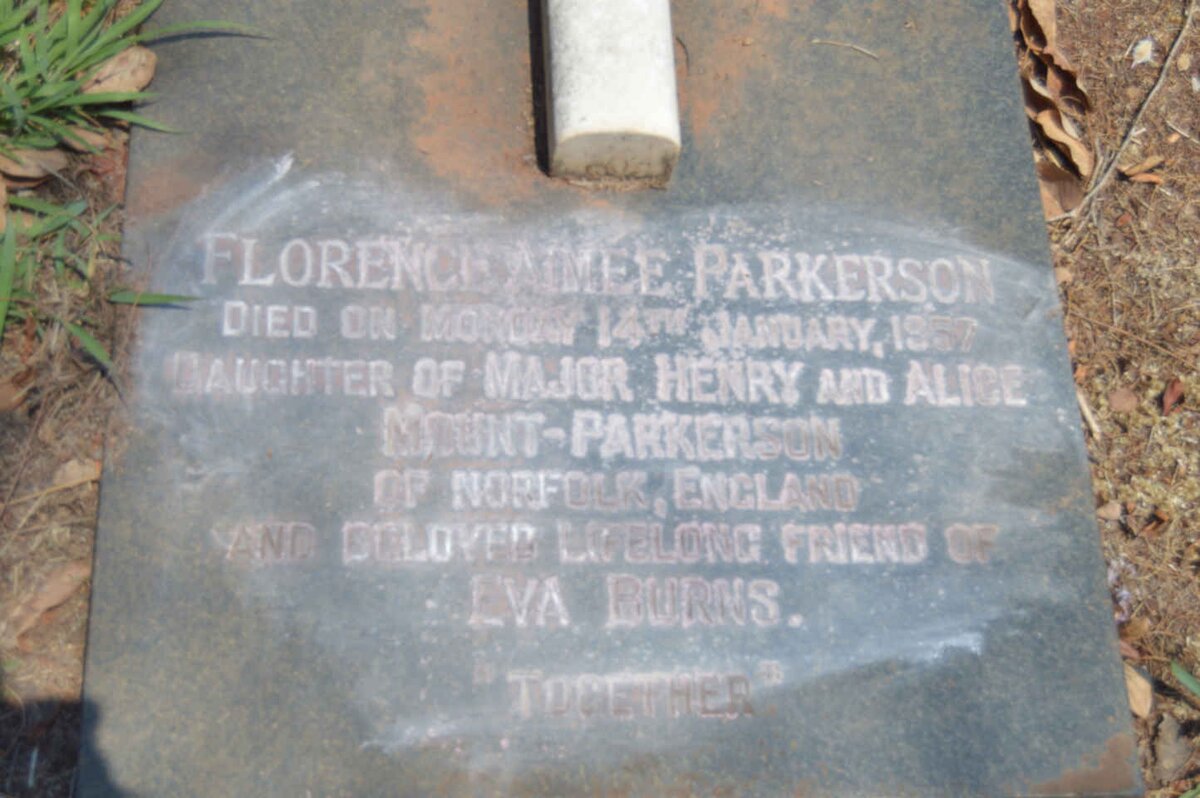 FLORENCE AIMEE PARKERSON
DIED ON MONDAY 14TH JANUARY, 1957
DAUGHTER OF MAJOR HENRY AND ALICE
MOUNT-PARKERSON
OF NORFOLK, ENGLAND
AND BELOVED LIFELONG FRIEND OF
EVA BURNS.
"TOGETHER"